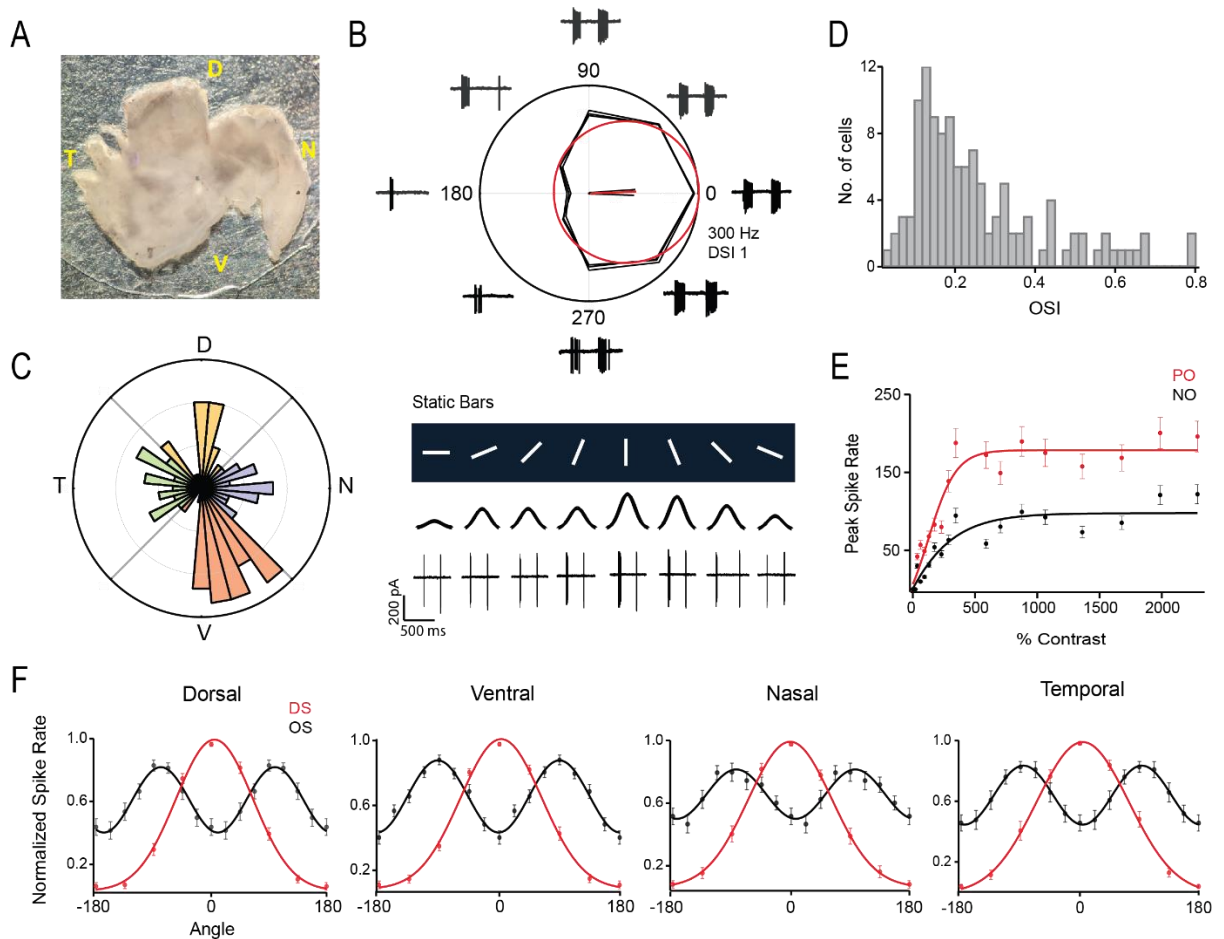 A
D
T
N
V
B
90
180
0
300 Hz
DSI 1
270
D
No. of cells
12
8
4
0
0.2
0.4
0.6
0.8
OSI
C
D
T
N
V
Static Bars
200 pA
500 ms
E
PO
NO
Peak Spike Rate
250
150
50
0
500
1000
1500
2000
% Contrast
F
Dorsal
Ventral
Nasal
Temporal
DS
OS
Normalized Spike Rate
1.0
0.6
0.2
-180
0
180
Angle
1.0
0.6
0.2
-180
0
180
1.0
0.6
0.2
-180
0
180
1.0
0.6
0.2
-180
0
180